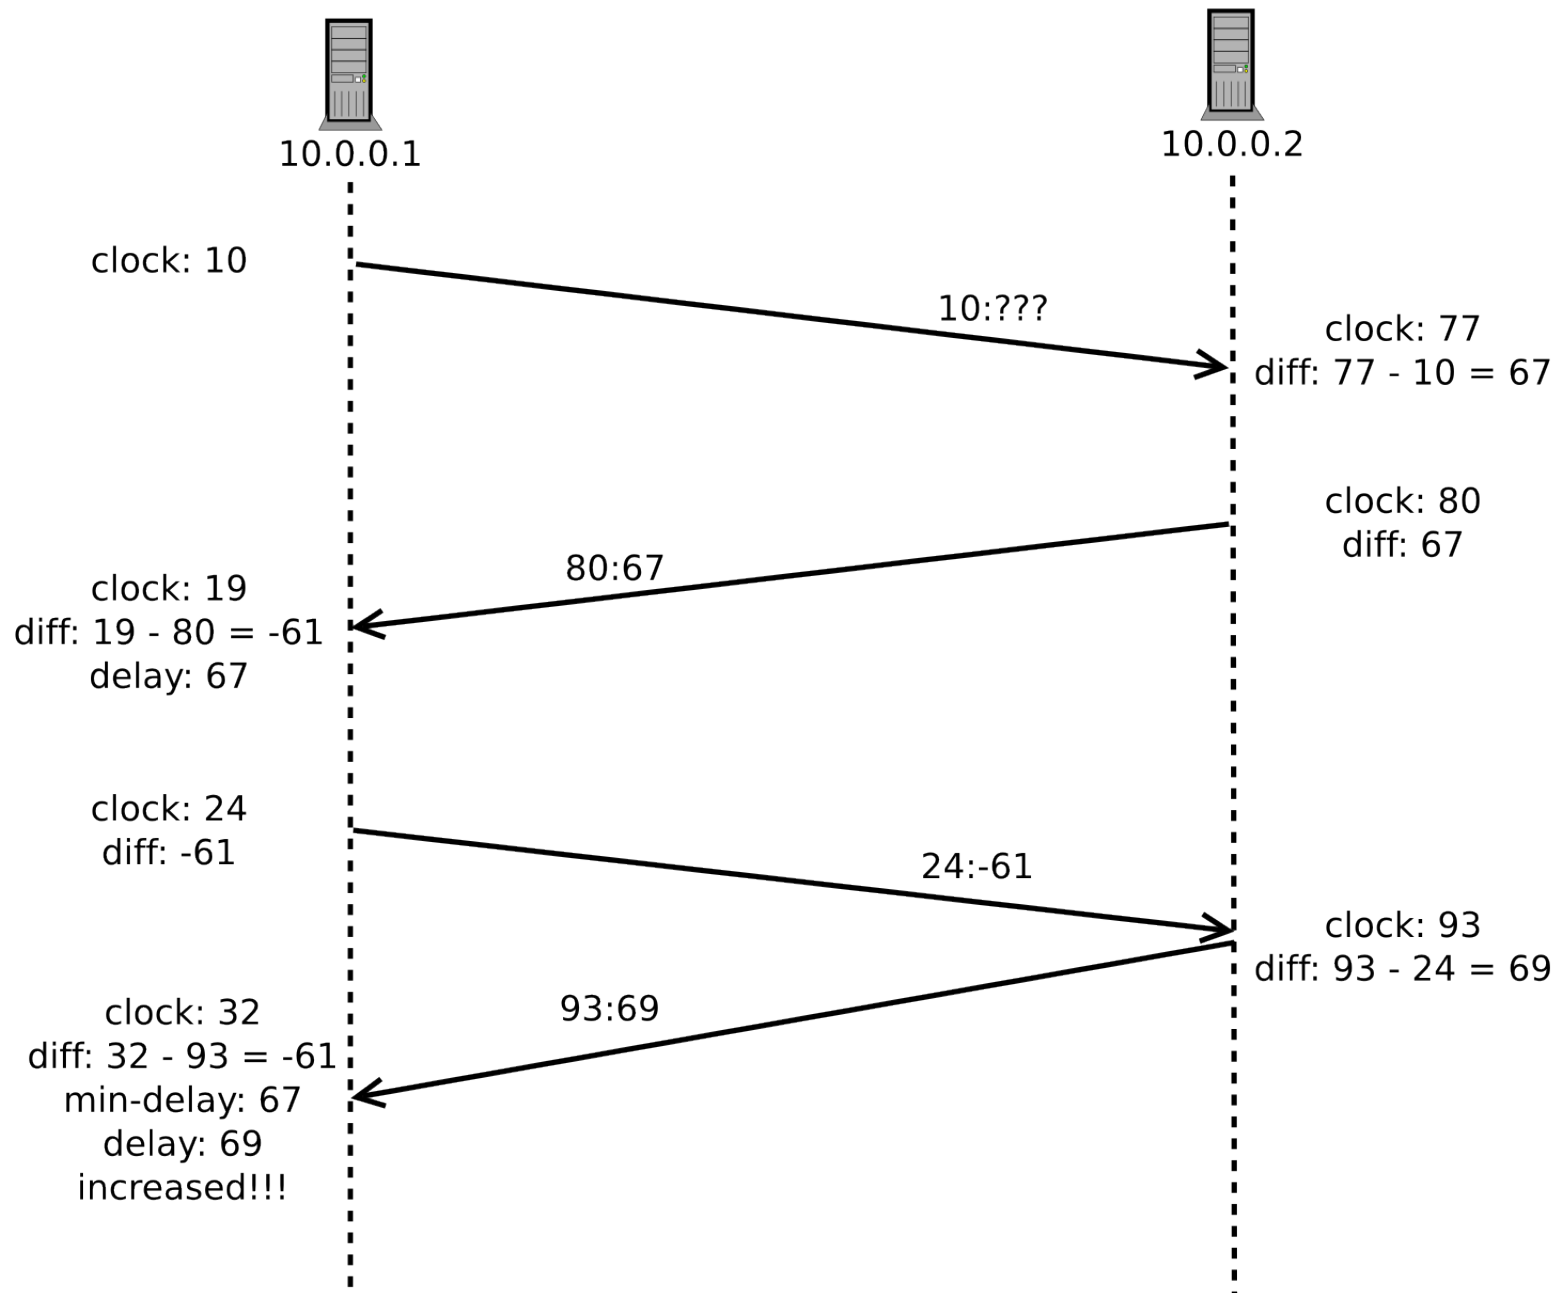 10.0.0.1
10.0.0.2
clock: 10
10:???
clock: 77
diff: 77 - 10 = 67
clock: 80
diff: 67
80:67
clock: 19
diff: 19 - 80 = -61
delay: 67
clock: 24
diff: -61
24:-61
clock: 93
diff: 93 - 24 = 69
93:69
clock: 32
diff: 32 - 93 = -61
min-delay: 67
delay: 69
increased!!!